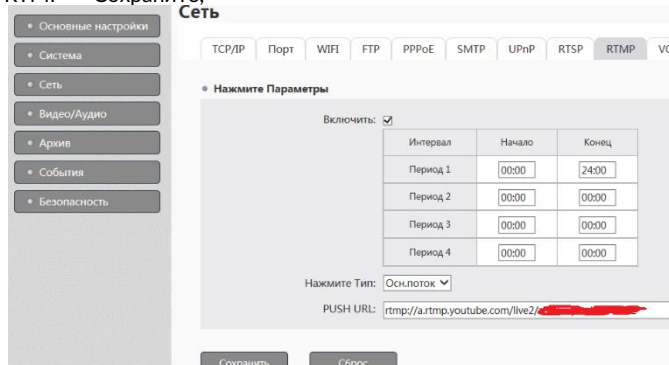 Сеть
• Основные настройки
• Система
• Сеть
• Видео/Аудио
• Архив
• События
• Безопасность
TCP/IP Порт WIFI FTP PPPoE SMTP UPnP RTSP RTMP
• Нажмите Параметры
Включить:
Интервал Начало Конец
Период 1 00:00 24:00
Период 2 00:00 00:00
Период 3 00:00 00:00
Период 4 00:00 00:00
Нажмите Тип: Осн.поток
PUSH URL: rtmp://a.rtmp.youtube.com/live2/
Сохранить Сброс